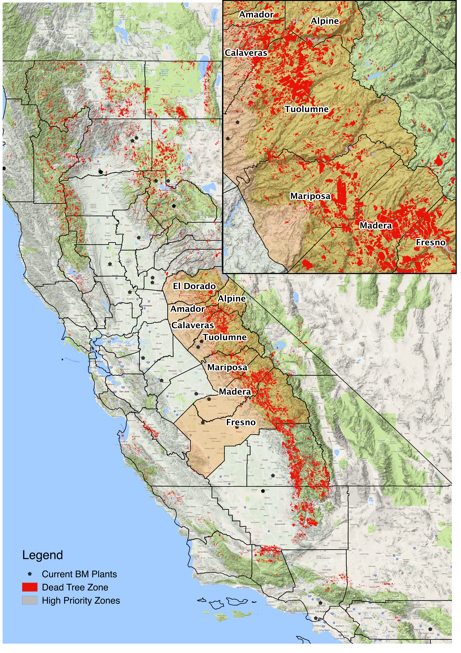 Amador
Alpine
Calaveras
Tuolumne
Mariposa
Madera
Fresno
El Dorado
Alpine
Amador
Calaveras
Tuolumne
Mariposa
Madera
Fresno
Legend
Current BM Plants
Dead Tree Zone
High Priority Zones